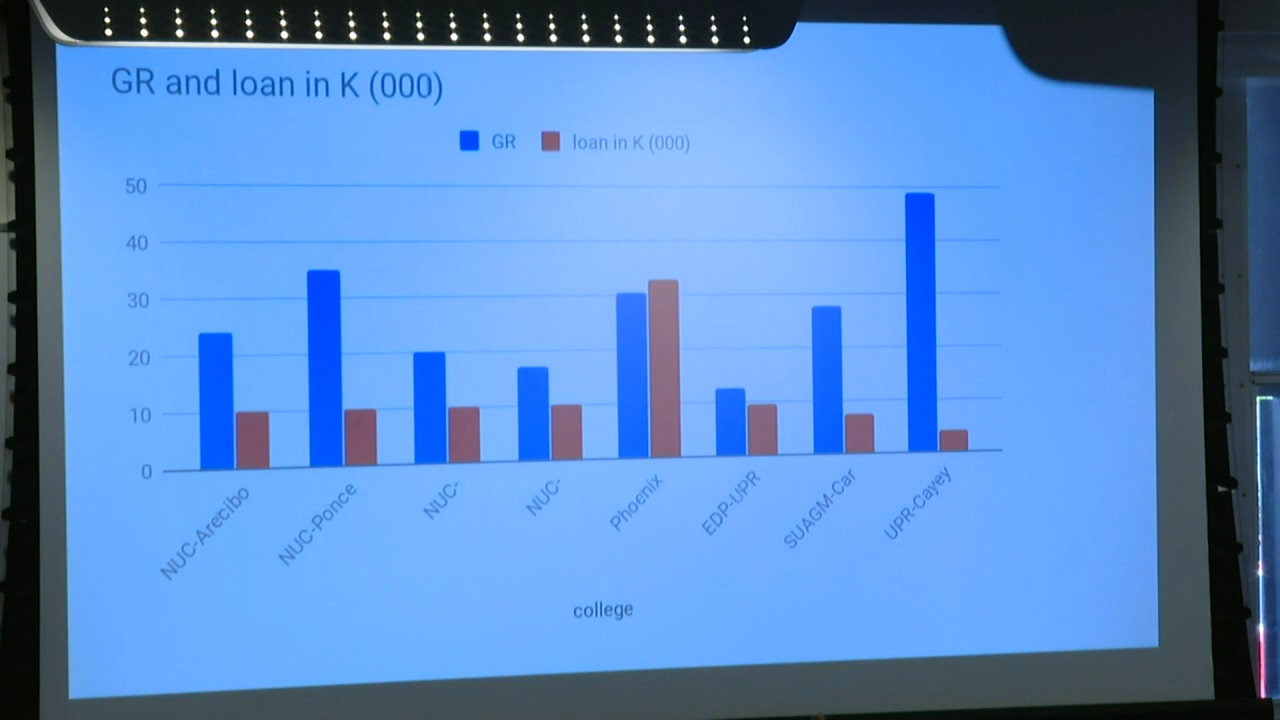 GR and loan in K (000)
GR loan in K (000)
50
40
30
20
10
0
NUC-Arecibo
NUC-Ponce
NUC-
NUC-
Phoenix
EDP-UPR
SUAGM-Car
UPR-Cayey
college